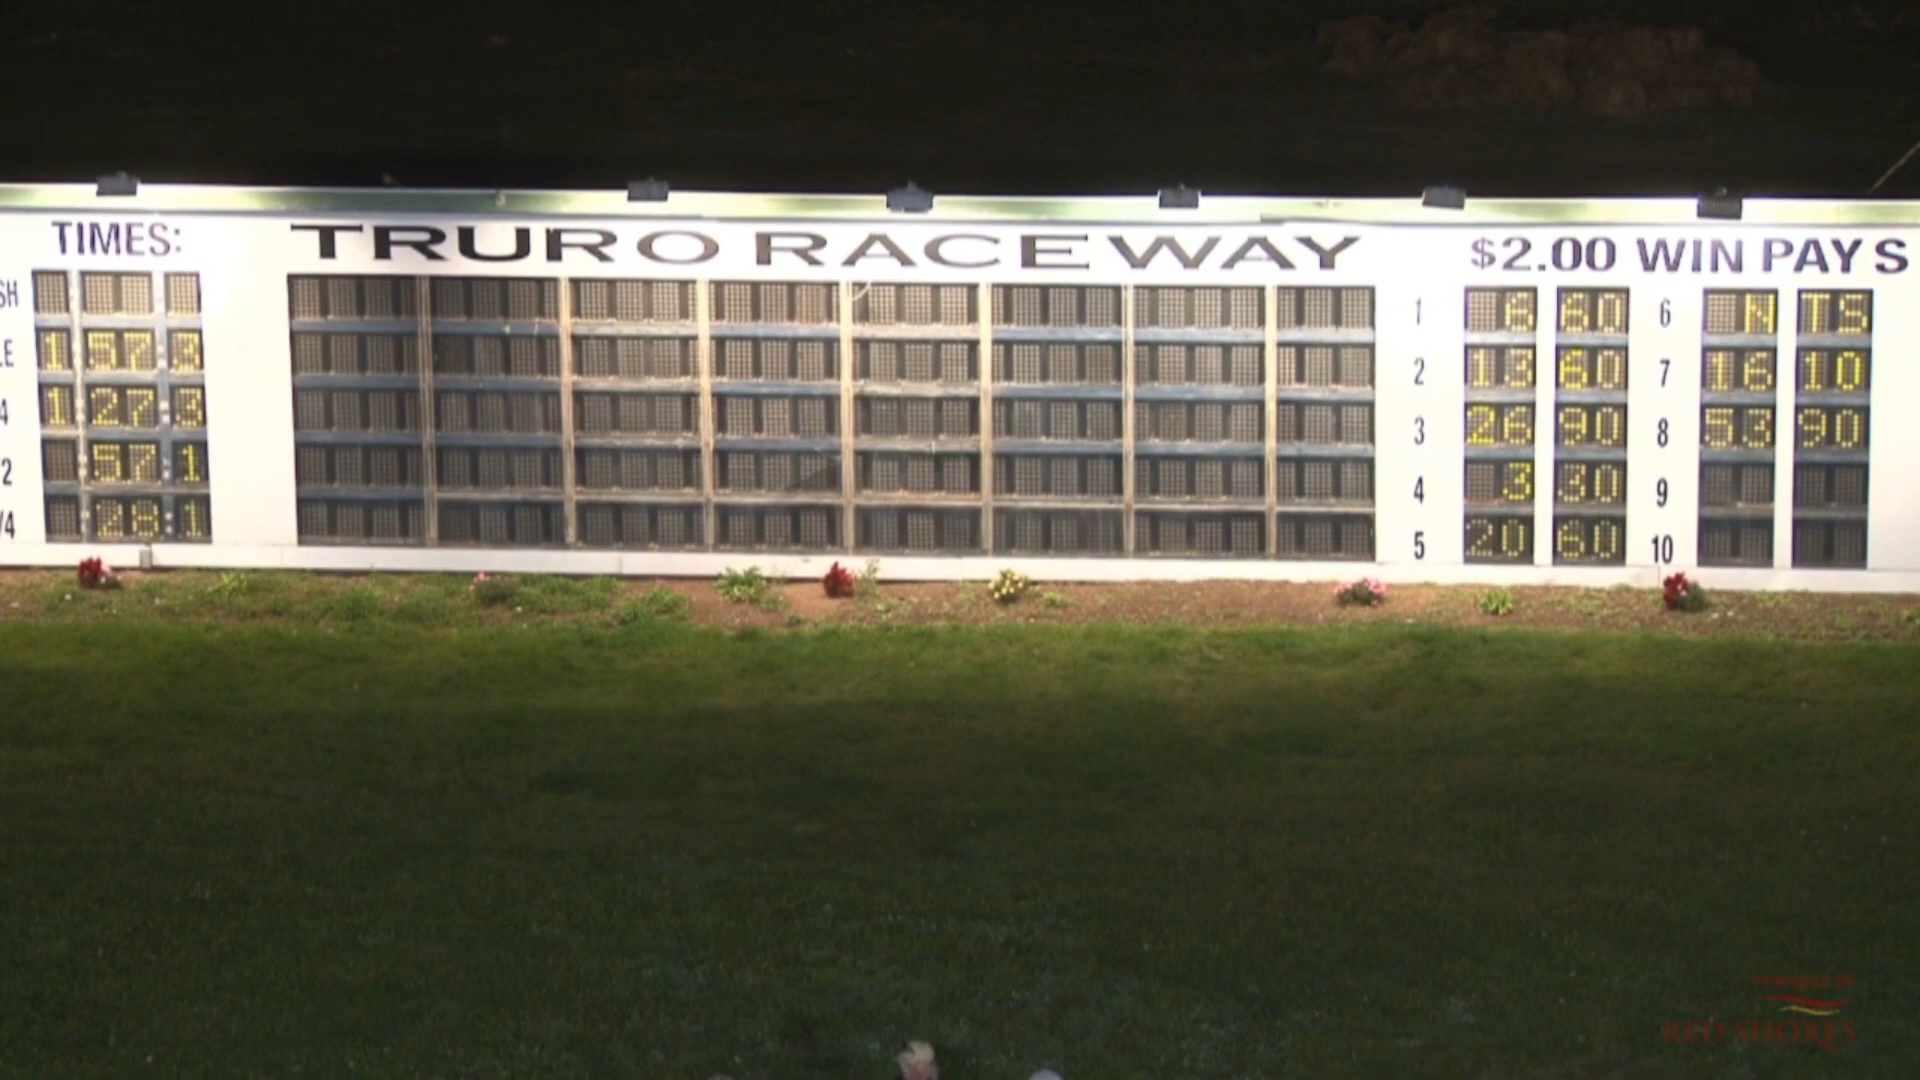 TIMES:
SH
LE 1:57:3
4 1:27:3
2 57:1
/4 28:1
TRURO RACEWAY
$2.00 WIN PAYS
1 6 60 6 N TS
2 13 60 7 16 10
3 26 90 8 53 90
4 3 30 9
5 20 60 10
RED SHORES